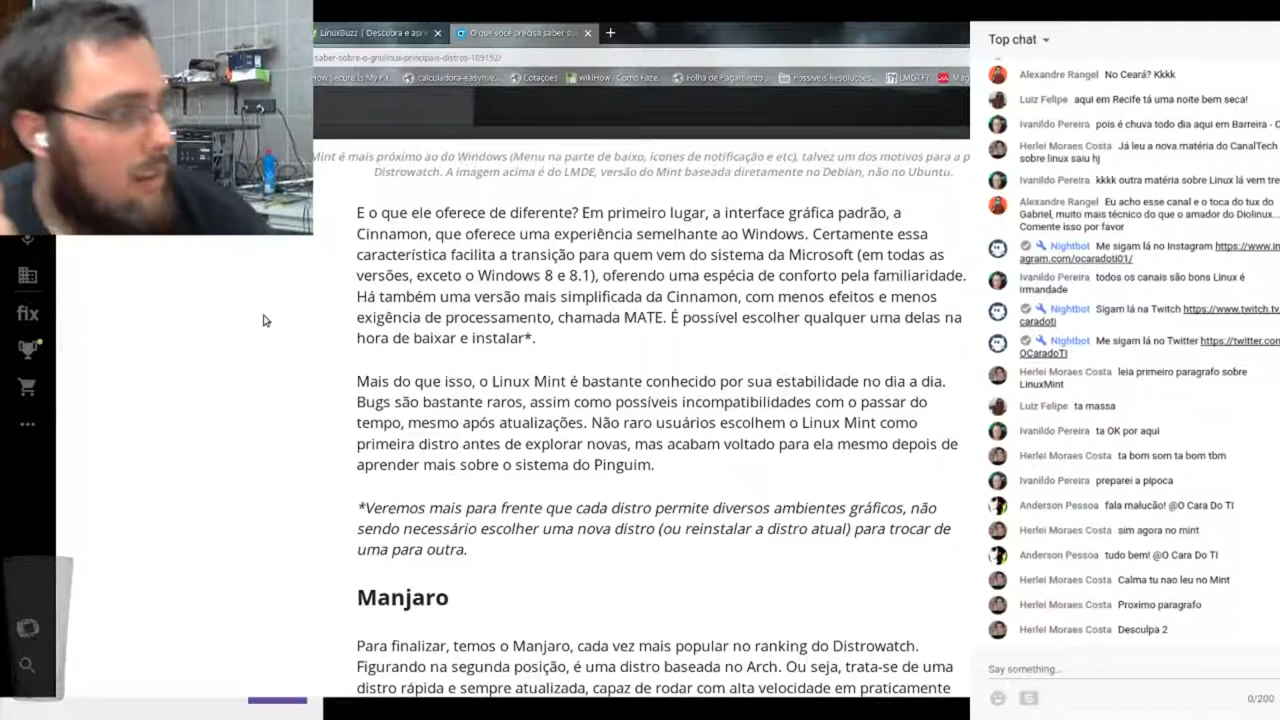 LinuxBuzz | Descubra e apr
O que você precisa saber so
saber-sobre-o-gnulinux-principais-distros-109152/
How Secure Is My Pa
calculadora-easynve
Cotaçoes
wikiHow - Como Faze
Folha de Pagamento
Possiveis Resoluções
LMGTFY
Mag
Mint é mais próximo ao do Windows (Menu na parte de baixo, ícones de notificação e etc), talvez um dos motivos para a p
Distrowatch. A imagem acima é do LMDE, versão do Mint baseada diretamente no Debian, não no Ubuntu.
E o que ele oferece de diferente? Em primeiro lugar, a interface gráfica padrão, a
Cinnamon, que oferece uma experiência semelhante ao Windows. Certamente essa
característica facilita a transição para quem vem do sistema da Microsoft (em todas as
versões, exceto o Windows 8 e 8.1), oferendo uma espécia de conforto pela familiaridade.
Há também uma versão mais simplificada da Cinnamon, com menos efeitos e menos
exigência de procesamento, chamada MATE. É possível escolher qualquer uma delas na
hora de baixar e instalar*.
Mais do que isso, o Linux Mint é bastante conhecido por sua estabilidade no dia a dia.
Bugs são bastante raros, assim como possíveis incompatibilidades com o passar do
tempo, mesmo após atualizações. Não raro usuários escolhem o Linux Mint como
primeira distro antes de explorar novas, mas acabam voltado para ela mesmo depois de
aprender mais sobre o sistema do Pinguim.
*Veremos mais para frente que cada distro permite diversos ambientes gráficos, não
sendo necessário escolher uma nova distro (ou reinstalar a distro atual) para trocar de
uma para outra.
Manjaro
Para finalizar, temos o Manjaro, cada vez mais popular no ranking do Distrowatch.
Figurando na segunda posição, é uma distro baseada no Arch. Ou seja, trata-se de uma
distro rápida e sempre atualizada, capaz de rodar com alta velocidade em praticamente
fix
Top chat
Alexandre Rangel No Ceará? Kkkk
Luiz Felipe aqui em Recife tá uma noite bem seca!
Ivanildo Pereira pois é chuva todo dia aqui em Barreira - C
Herlei Moraes Costa Já leu a nova matéria do CanalTech
sobre linux saiu hj
Ivanildo Pereira kkkk outra matéria sobre Linux lá vem tre
Alexandre Rangel Eu acho esse canal e o toca do tux do
Gabriel, muito mais técnico do que o amador do Diolinux...
Comente isso por favor
Nightbot Me sigam lá no Instagram https://www.in
agram.com/ocaradoti01/
Ivanildo Pereira todos os canais são bons Linux é
irmandade
Nightbot Sigam lá na Twitch https://www.twitch.tv
caradoti
Nightbot Me sigam lá no Twitter https://twitter.con
OCaradoTI
Herlei Moraes Costa leia primeiro paragrafo sobre
LinuxMint
Luiz Felipe ta massa
Ivanildo Pereira ta OK por aqui
Herlei Moraes Costa ta bom som ta bom tbm
Ivanildo Pereira preparei a pipoca
Anderson Pessoa fala malucão! @O Cara Do TI
Herlei Moraes Costa sim agora no mint
Anderson Pessoa tudo bem! @O Cara Do TI
Herlei Moraes Costa Calma tu nao leu no Mint
Herlei Moraes Costa Proximo paragrafo
Herlei Moraes Costa Desculpa 2
Say something...
0/200